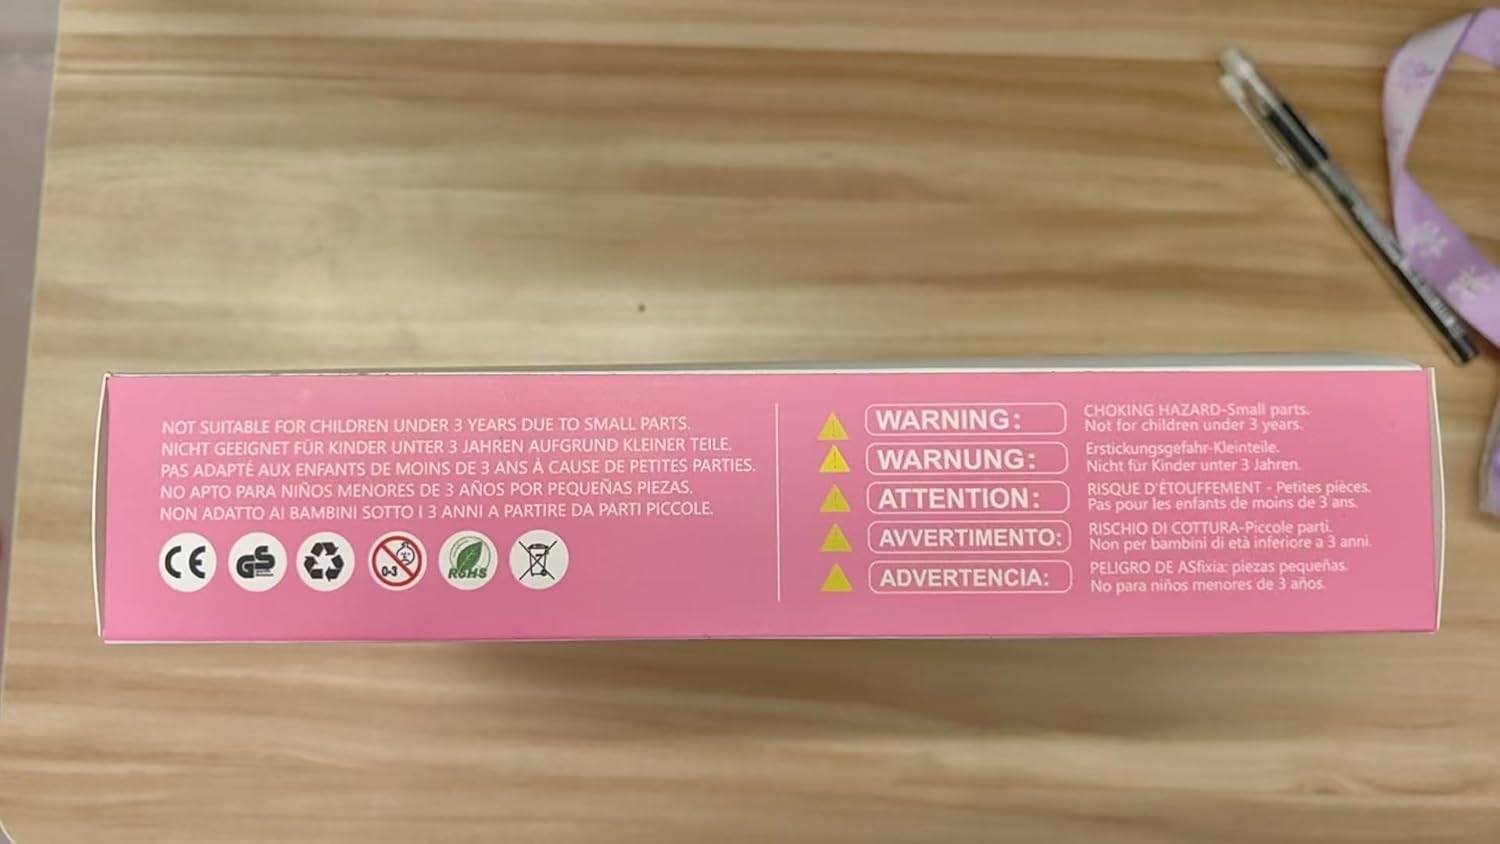 NOT SUITABLE FOR CHILDREN UNDER 3 YEARS DUE TO SMALL PARTS.
NICHT GEEIGNET FÜR KINDER UNTER 3 JAHREN AUFGRUND KLEINER TEILE.
PAS ADAPTÉ AUX ENFANTS DE MOINS DE 3 ANS À CAUSE DE PETITES PARTIES.
NO APTO PARA NIÑOS MENORES DE 3 AÑOS POR PEQUEÑAS PIEZAS.
NON ADATTO AI BAMBINI SOTTO I 3 ANNI A PARTIRE DA PARTI PICCOLE.
CE GS 0-3 RoHS
WARNING: CHOKING HAZARD-Small parts.
Not for children under 3 years.
WARNUNG: Erstickungsgefahr-Kleinteile.
Nicht für Kinder unter 3 Jahren.
ATTENTION: RISQUE D'ÉTOUFFEMENT - Petites pièces.
Pas pour les enfants de moins de 3 ans.
AVVERTIMENTO: RISCHIO DI COTTURA-Piccole parti.
Non per bambini di età inferiore a 3 anni.
ADVERTENCIA: PELIGRO DE ASfixia: piezas pequeñas.
No para niños menores de 3 años.